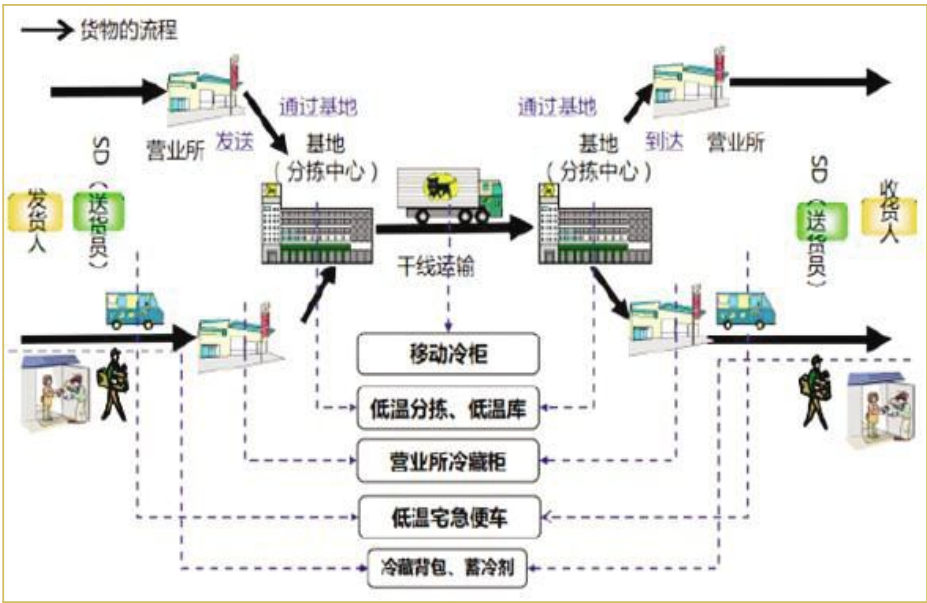 货物的流程
通过基地
通过基地
营业所
发送
基地
(分拣中心)
基地
(分拣中心)
到达
营业所
发货人
SD(送货员)
SD(送货员)
收货人
干线运输
移动冷柜
低温分拣、低温库
营业所冷藏柜
低温宅急便车
冷藏背包、蓄冷剂